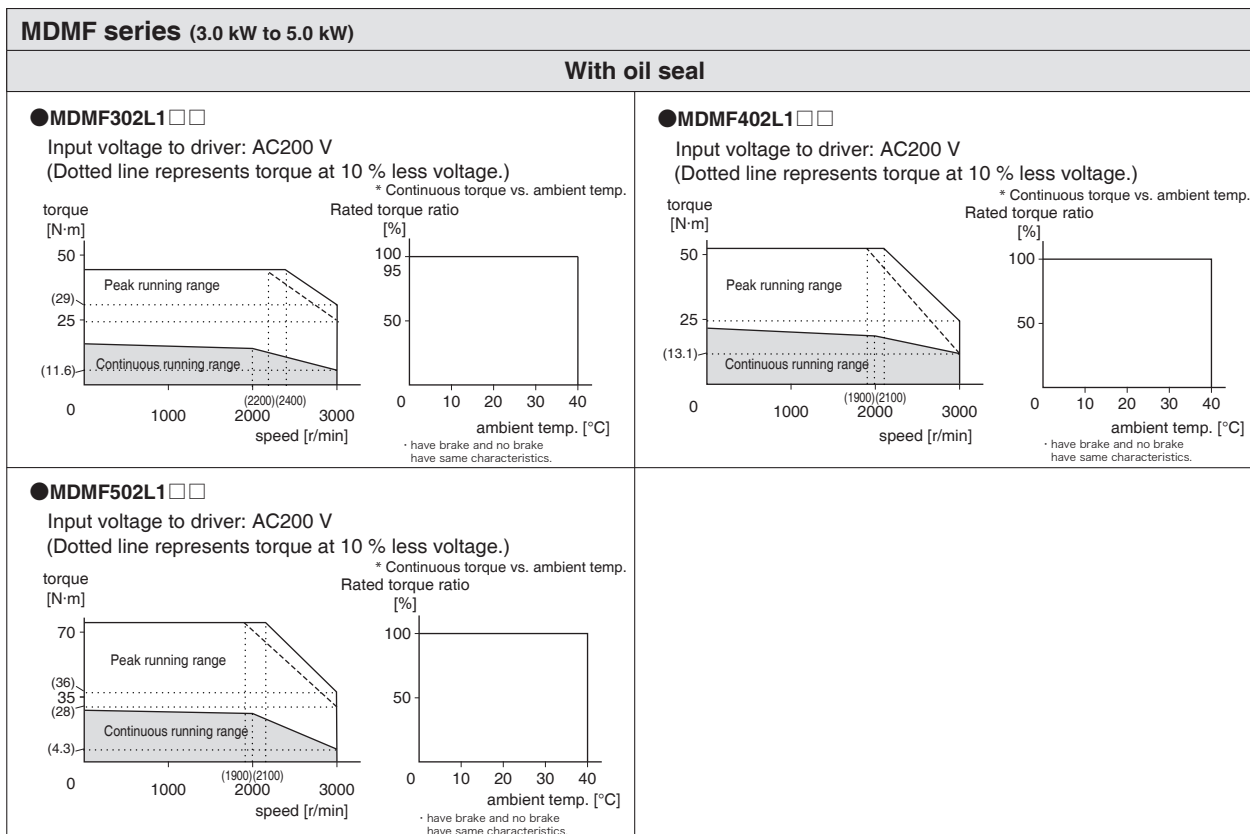 MDMF series (3.0 kW to 5.0 kW)
With oil seal
●MDMF302L1□□
Input voltage to driver: AC200 V
(Dotted line represents torque at 10 % less voltage.)
* Continuous torque vs. ambient temp.
torque
[N·m]
50
(29)
25
(11.6)
0
Peak running range
Continuous running range
(2200)(2400)
1000 2000 3000
speed [r/min]
Rated torque ratio
[%]
100
95
50
0 10 20 30 40
ambient temp. [°C]
· have brake and no brake
have same characteristics.
●MDMF402L1□□
Input voltage to driver: AC200 V
(Dotted line represents torque at 10 % less voltage.)
* Continuous torque vs. ambient temp.
torque
[N·m]
50
25
(13.1)
0
Peak running range
Continuous running range
(1900)(2100)
1000 2000 3000
speed [r/min]
Rated torque ratio
[%]
100
50
0 10 20 30 40
ambient temp. [°C]
· have brake and no brake
have same characteristics.
●MDMF502L1□□
Input voltage to driver: AC200 V
(Dotted line represents torque at 10 % less voltage.)
* Continuous torque vs. ambient temp.
torque
[N·m]
70
(36)
35
(28)
(4.3)
0
Peak running range
Continuous running range
(1900)(2100)
1000 2000 3000
speed [r/min]
Rated torque ratio
[%]
100
50
0 10 20 30 40
ambient temp. [°C]
· have brake and no brake
have same characteristics